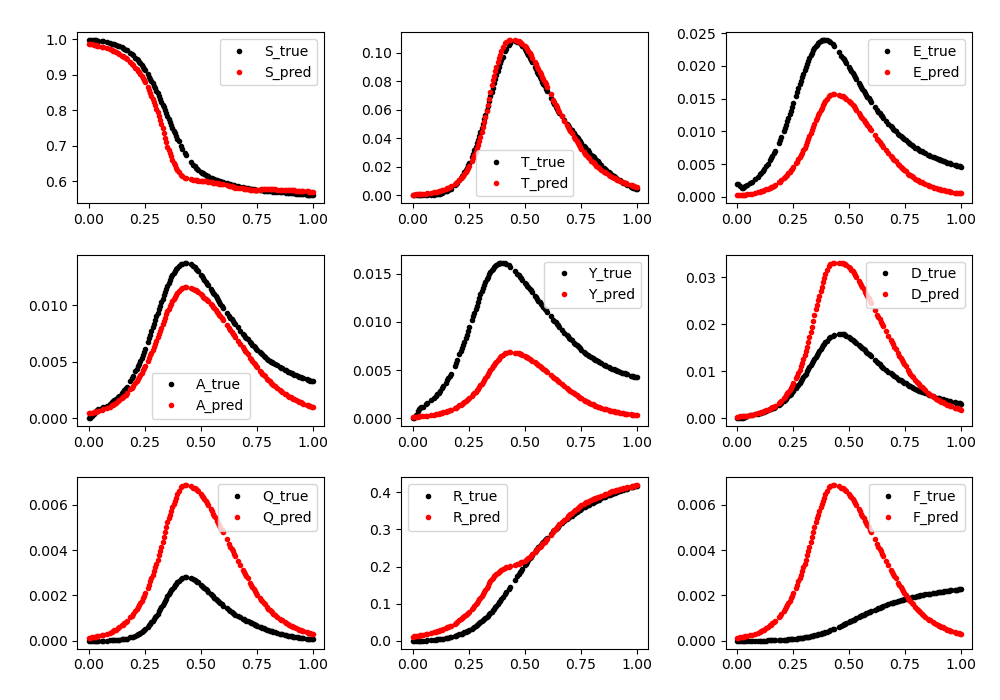 1.0
0.9
0.8
0.7
0.6
0.00 0.25 0.50 0.75 1.00
S_true
S_pred
0.10
0.08
0.06
0.04
0.02
0.00
0.00 0.25 0.50 0.75 1.00
T_true
T_pred
0.025
0.020
0.015
0.010
0.005
0.000
0.00 0.25 0.50 0.75 1.00
E_true
E_pred
0.010
0.005
0.000
0.00 0.25 0.50 0.75 1.00
A_true
A_pred
0.015
0.010
0.005
0.000
0.00 0.25 0.50 0.75 1.00
Y_true
Y_pred
0.03
0.02
0.01
0.00
0.00 0.25 0.50 0.75 1.00
D_true
D_pred
0.006
0.004
0.002
0.000
0.00 0.25 0.50 0.75 1.00
Q_true
Q_pred
0.4
0.3
0.2
0.1
0.0
0.00 0.25 0.50 0.75 1.00
R_true
R_pred
0.006
0.004
0.002
0.000
0.00 0.25 0.50 0.75 1.00
F_true
F_pred